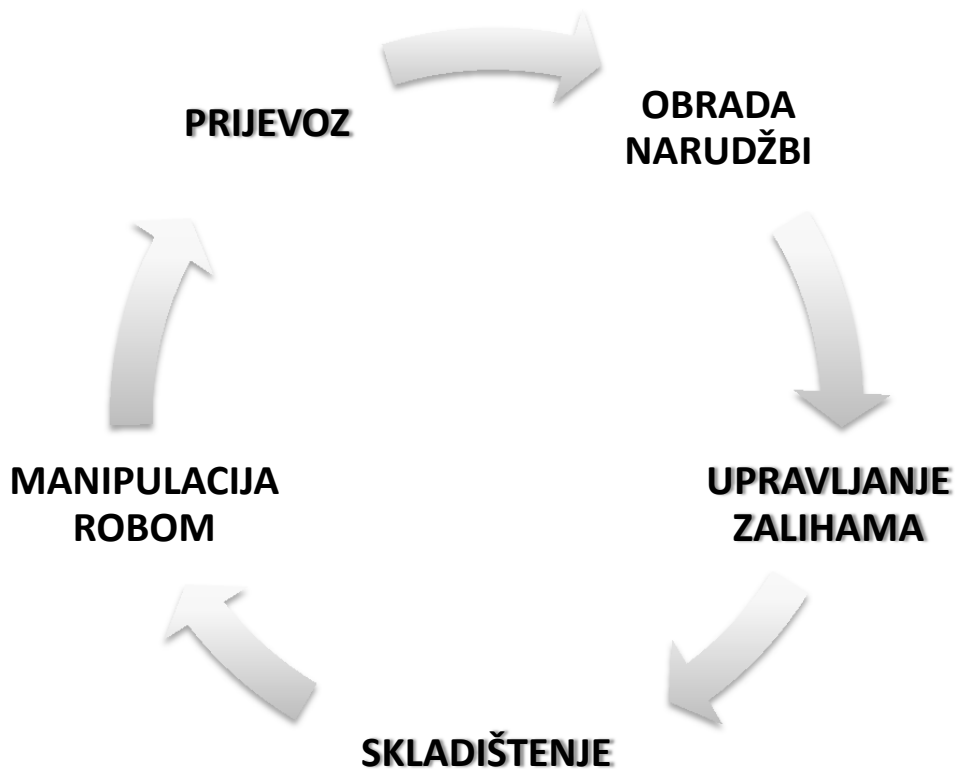 PRIJEVOZ
OBRADA
NARUDŽBI
UPRAVLJANJE
ZALIHAMA
SKLADIŠTENJE
MANIPULACIJA
ROBOM